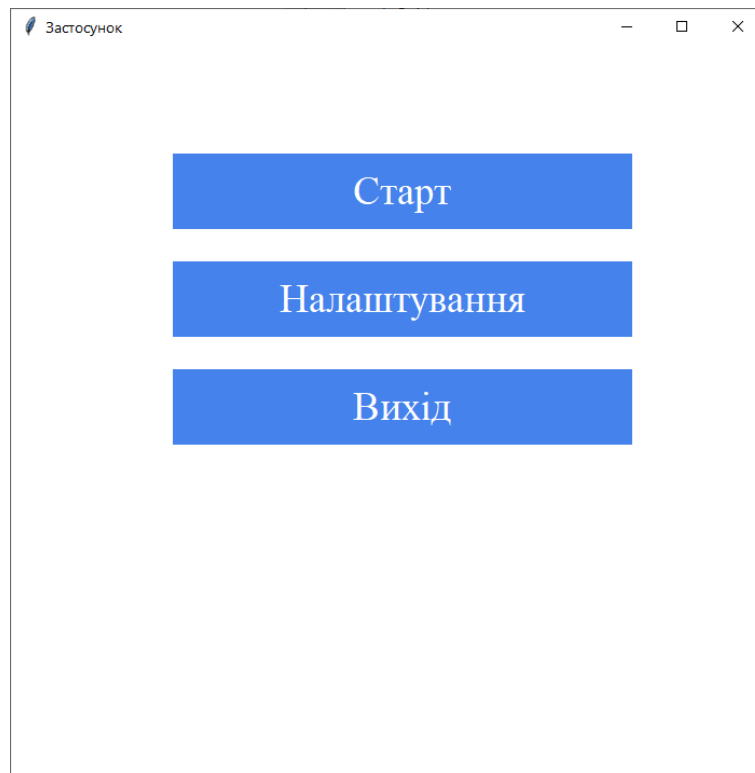 Застосунок
Старт
Налаштування
Вихід